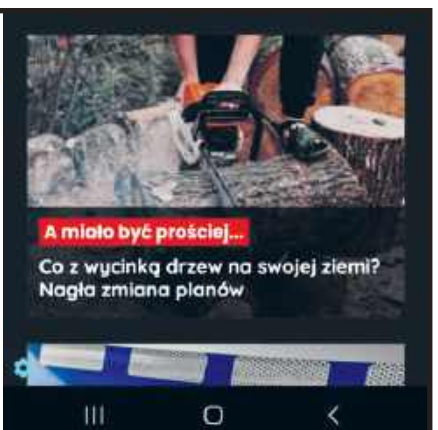 A miało być prościej...
Co z wycinką drzew na swojej ziemi?
Nagła zmiana planów